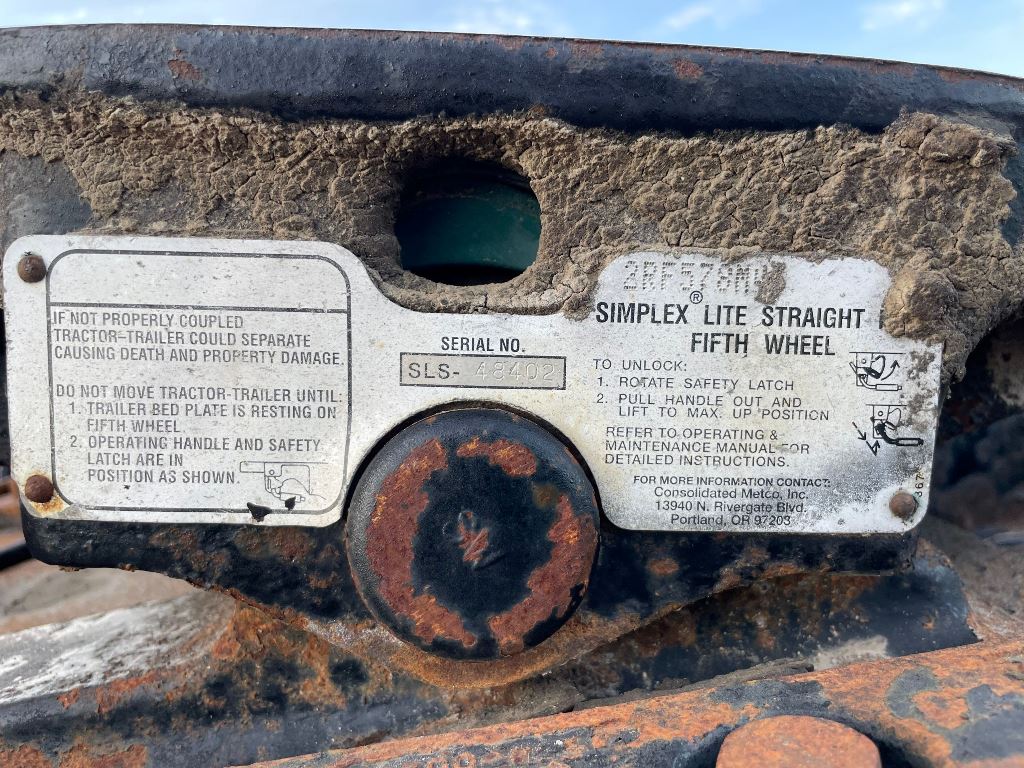 IF NOT PROPERLY COUPLED
TRACTOR-TRAILER COULD SEPARATE
CAUSING DEATH AND PROPERTY DAMAGE.
DO NOT MOVE TRACTOR-TRAILER UNTIL:
1. TRAILER BED PLATE IS RESTING ON
FIFTH WHEEL
2. OPERATING HANDLE AND SAFETY
LATCH ARE IN
POSITION AS SHOWN.
SERIAL NO.
SLS- 48402
SIMPLEX® LITE STRAIGHT
FIFTH WHEEL
TO UNLOCK:
1. ROTATE SAFETY LATCH
2. PULL HANDLE OUT AND
LIFT TO MAX. UP POSITION
REFER TO OPERATING &
MAINTENANCE MANUAL FOR
DETAILED INSTRUCTIONS.
FOR MORE INFORMATION CONTACT:
Consolidated Metco, Inc.
13940 N. Rivergate Blvd.
Portland, OR 97203
367